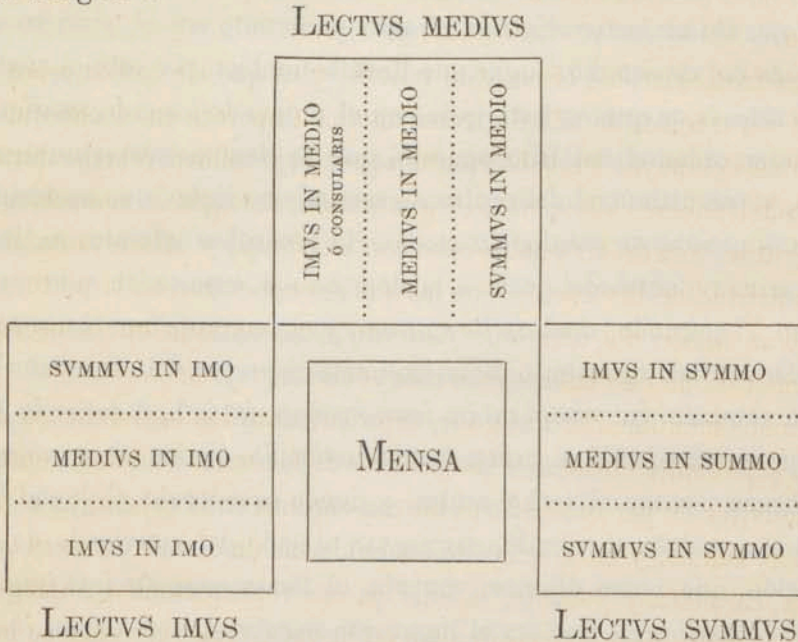 LECTVS MEDIVS
IMVS IN MEDIO
ó CONSULARIS
MEDIVS IN MEDIO
SVMMVS IN MEDIO
SVMMVS IN IMO
MEDIVS IN IMO
IMVS IN IMO
MENSA
IMVS IN SVMMO
MEDIVS IN SUMMO
SVMMVS IN SVMMO
LECTVS IMVS
LECTVS SVMMVS